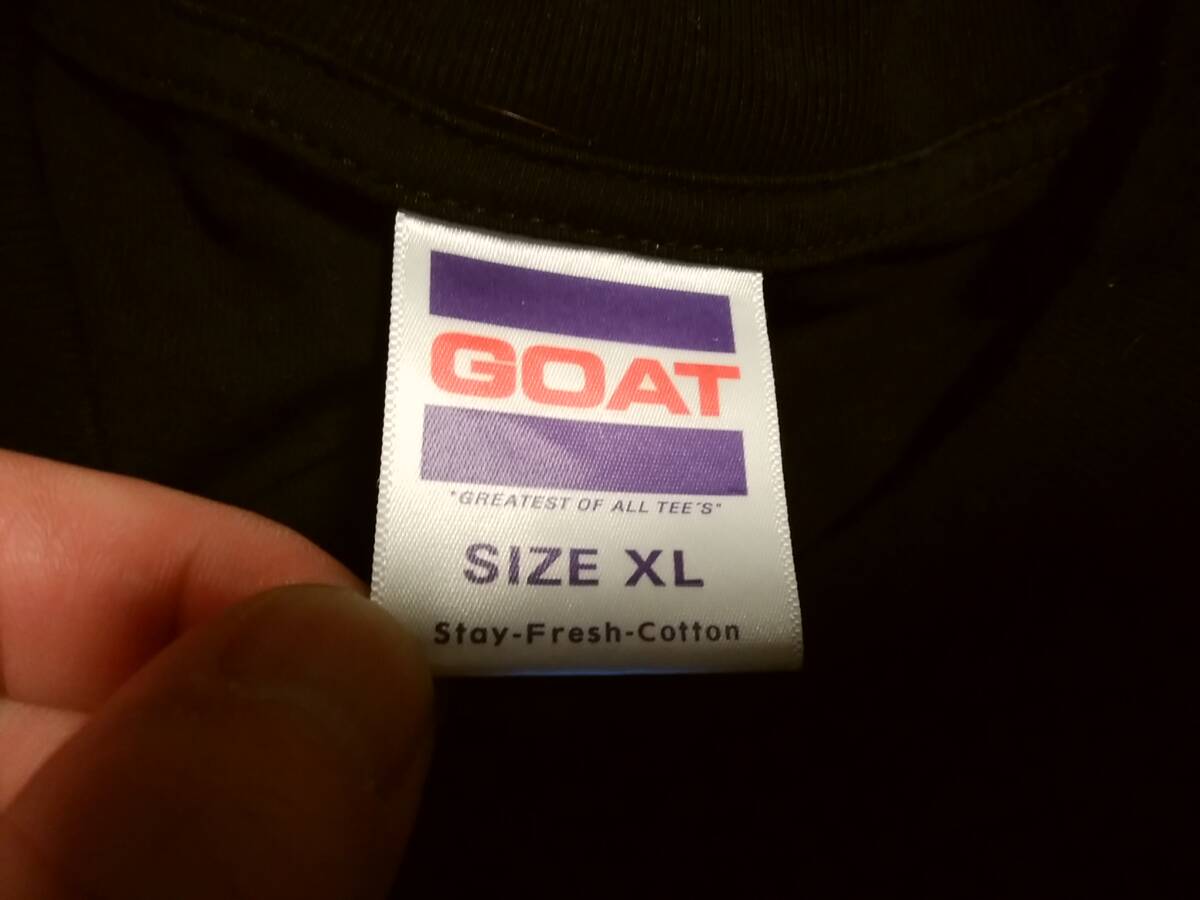 GOAT
"GREATEST OF ALL TEE'S"
SIZE XL
Stay-Fresh-Cotton